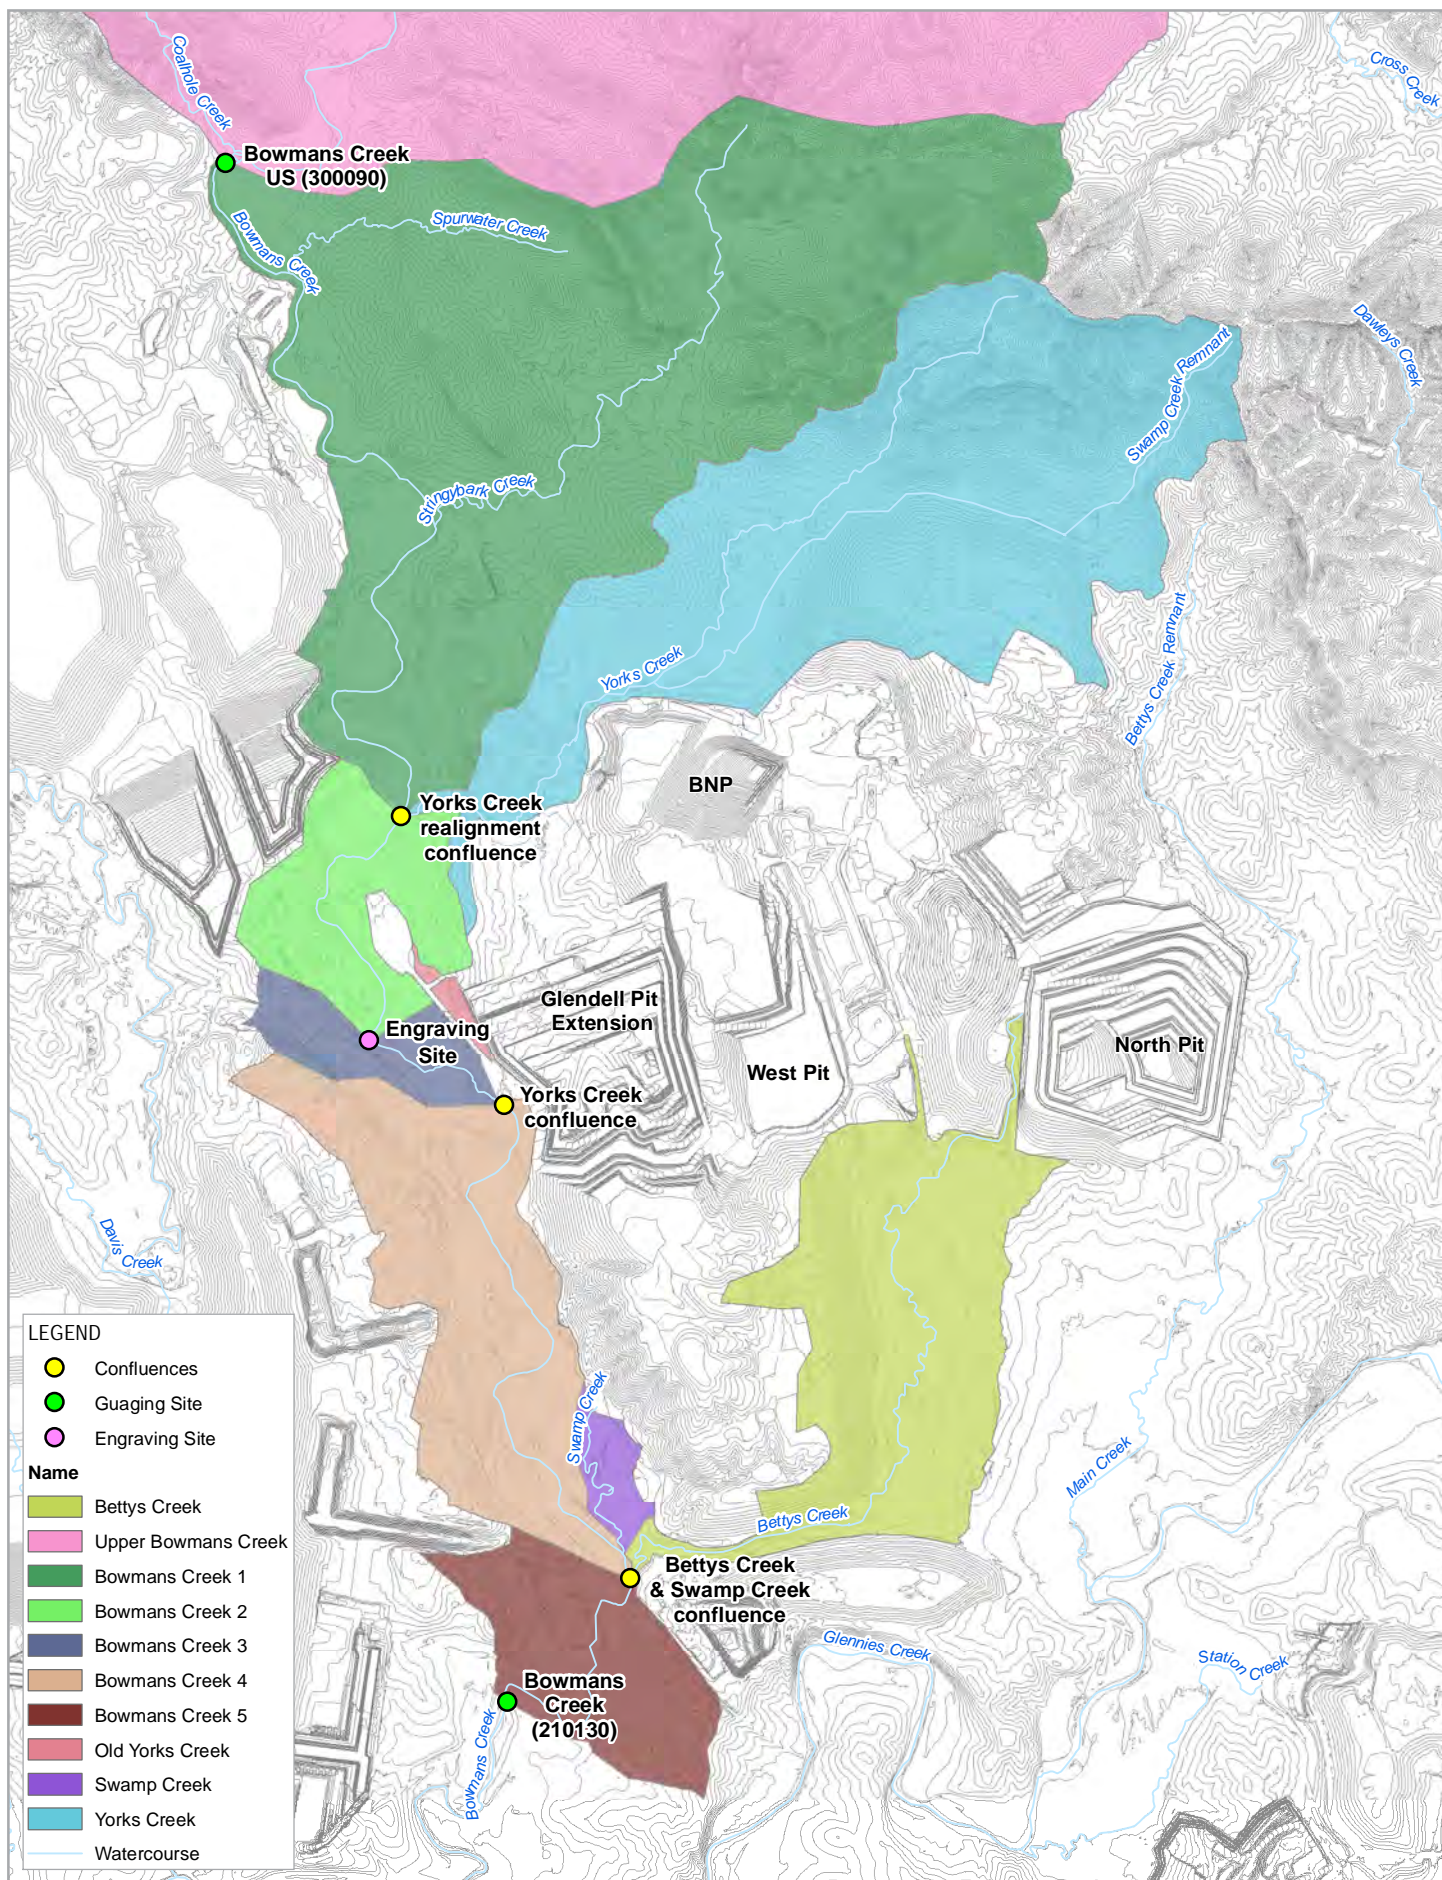 Coalhole Creek
Cross Creek
Bowmans Creek
US (300090)
Bowmans Creek
Spurwater Creek
Dawleys Creek
Swamp Creek Remnant
Stringybark Creek
Bettys Creek Remnant
Yorks Creek
BNP
Yorks Creek
realignment
confluence
Glendell Pit
Extension
Engraving
Site
North Pit
West Pit
Yorks Creek
confluence
Davis Creek
Swamp Creek
Main Creek
Bettys Creek
Bettys Creek
& Swamp Creek
confluence
Glennies Creek
Station Creek
Bowmans
Creek
(210130)
Bowmans Creek
LEGEND
Confluences
Guaging Site
Engraving Site
Name
Bettys Creek
Upper Bowmans Creek
Bowmans Creek 1
Bowmans Creek 2
Bowmans Creek 3
Bowmans Creek 4
Bowmans Creek 5
Old Yorks Creek
Swamp Creek
Yorks Creek
Watercourse